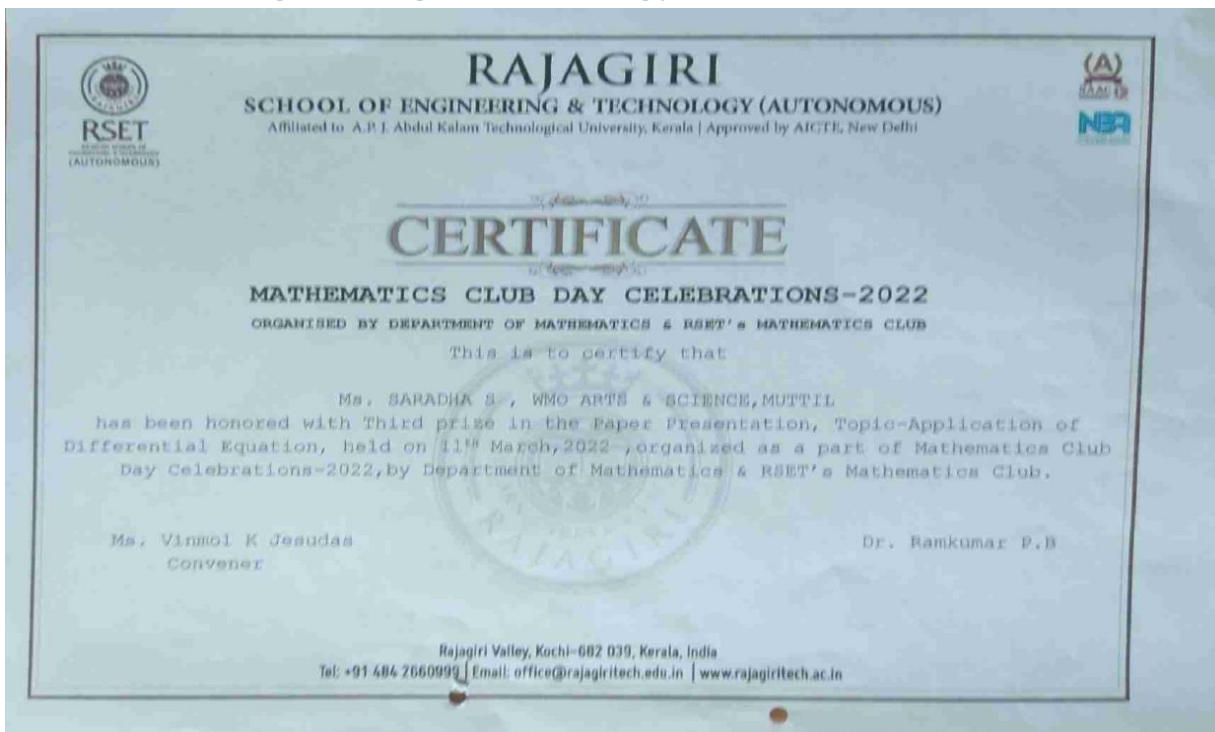 RAJAGIRI
SCHOOL OF ENGINEERING & TECHNOLOGY (AUTONOMOUS)
Affiliated to A.P.J. Abdul Kalam Technological University, Kerala | Approved by AICTE, New Delhi
RSET
(AUTONOMOUS)
(A)
NBA
CERTIFICATE
MATHEMATICS CLUB DAY CELEBRATIONS-2022
ORGANISED BY DEPARTMENT OF MATHEMATICS & RSET's MATHEMATICS CLUB
This is to certify that
Ms. SARADHA S , WMO ARTS & SCIENCE,MUTTIL
has been honored with Third prize in the Paper Presentation, Topic-Application of
Differential Equation, held on 11th March,2022 ,organized as a part of Mathematics Club
Day Celebrations-2022,by Department of Mathematics & RSET's Mathematics Club.
RAJAGIRI
Ms. Vinmol K Jesudas
Convener
Dr. Ramkumar P.B
Rajagiri Valley, Kochi-682 039, Kerala, India
Tel: +91 484 2660999 | Email: office@rajagiritech.edu.in | www.rajagiritech.ac.in